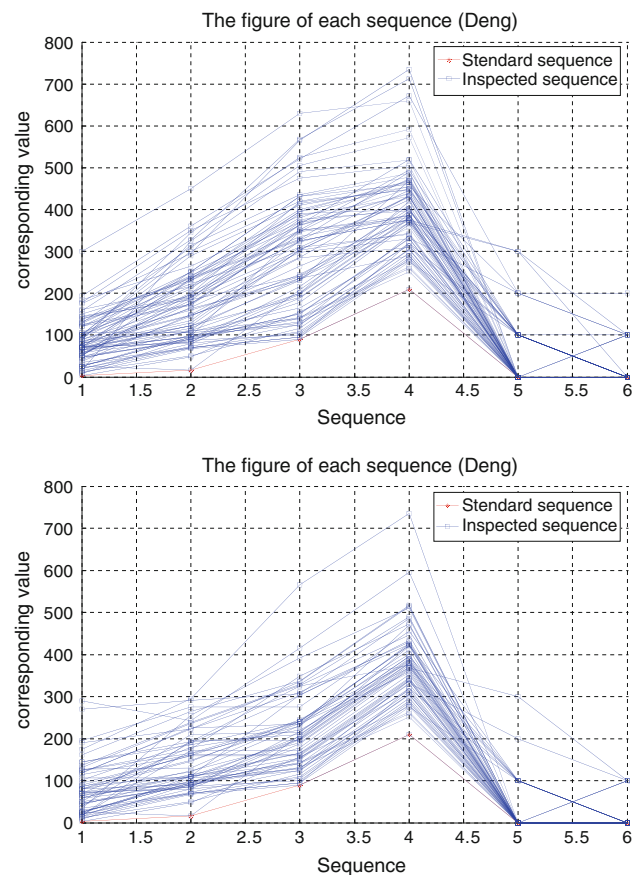 The figure of each sequence (Deng)
800
700
600
500
400
300
200
100
0
corresponding value
Stendard sequence
Inspected sequence
1 1.5 2 2.5 3 3.5 4 4.5 5 5.5 6
Sequence
The figure of each sequence (Deng)
800
700
600
500
400
300
200
100
0
corresponding value
Stendard sequence
Inspected sequence
1 1.5 2 2.5 3 3.5 4 4.5 5 5.5 6
Sequence